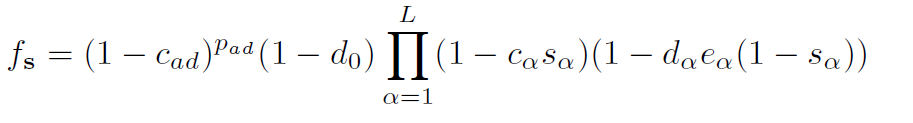 f_s = (1 − c_{ad})^{p_{ad}} (1 − d_0) ∏_{α=1}^{L} (1 − c_α s_α)(1 − d_α e_α(1 − s_α))